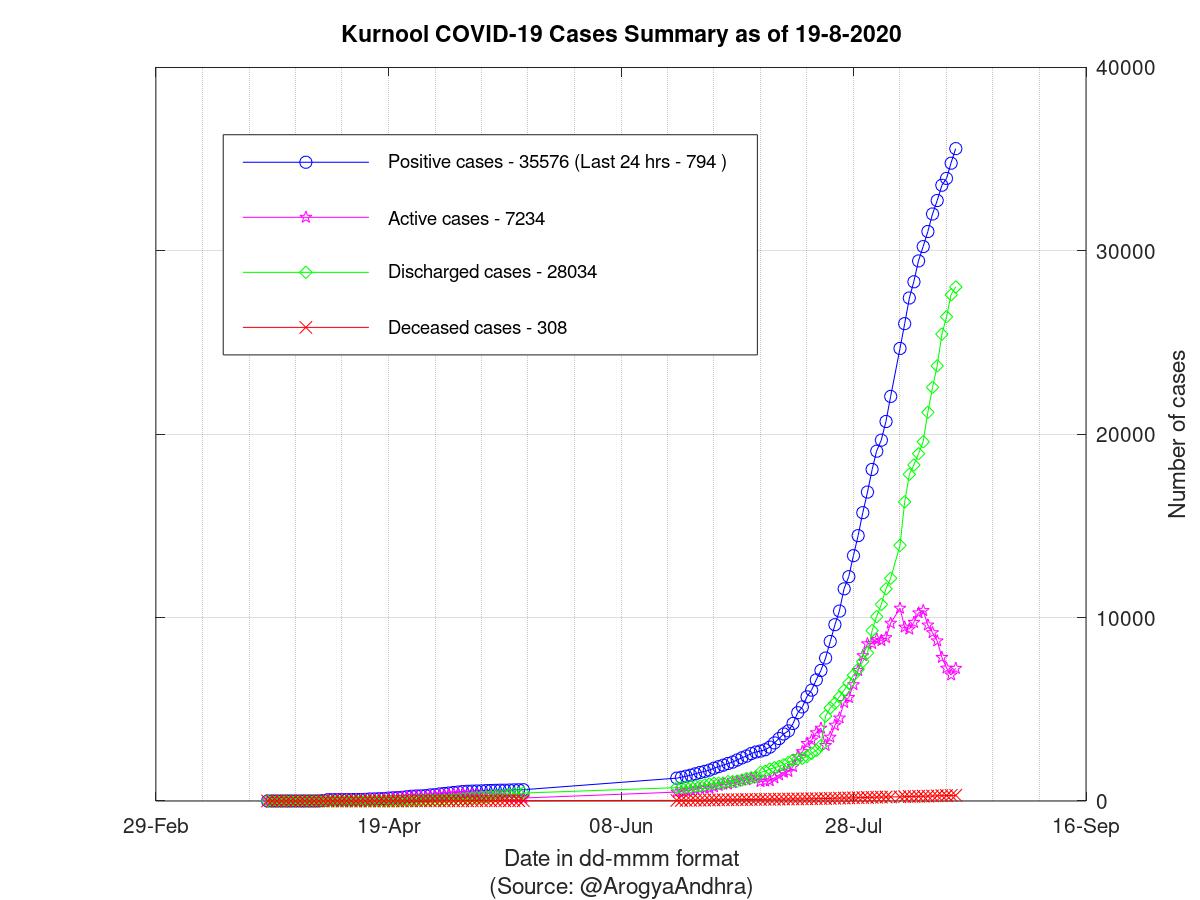 Kurnool COVID-19 Cases Summary as of 19-8-2020
40000
Positive cases - 35576 (Last 24 hrs - 794 )
Active cases - 7234
30000
Discharged cases - 28034
Deceased cases - 308
Number of cases
20000
10000
0
29-Feb 19-Apr 08-Jun 28-Jul 16-Sep
Date in dd-mmm format
(Source: @ArogyaAndhra)